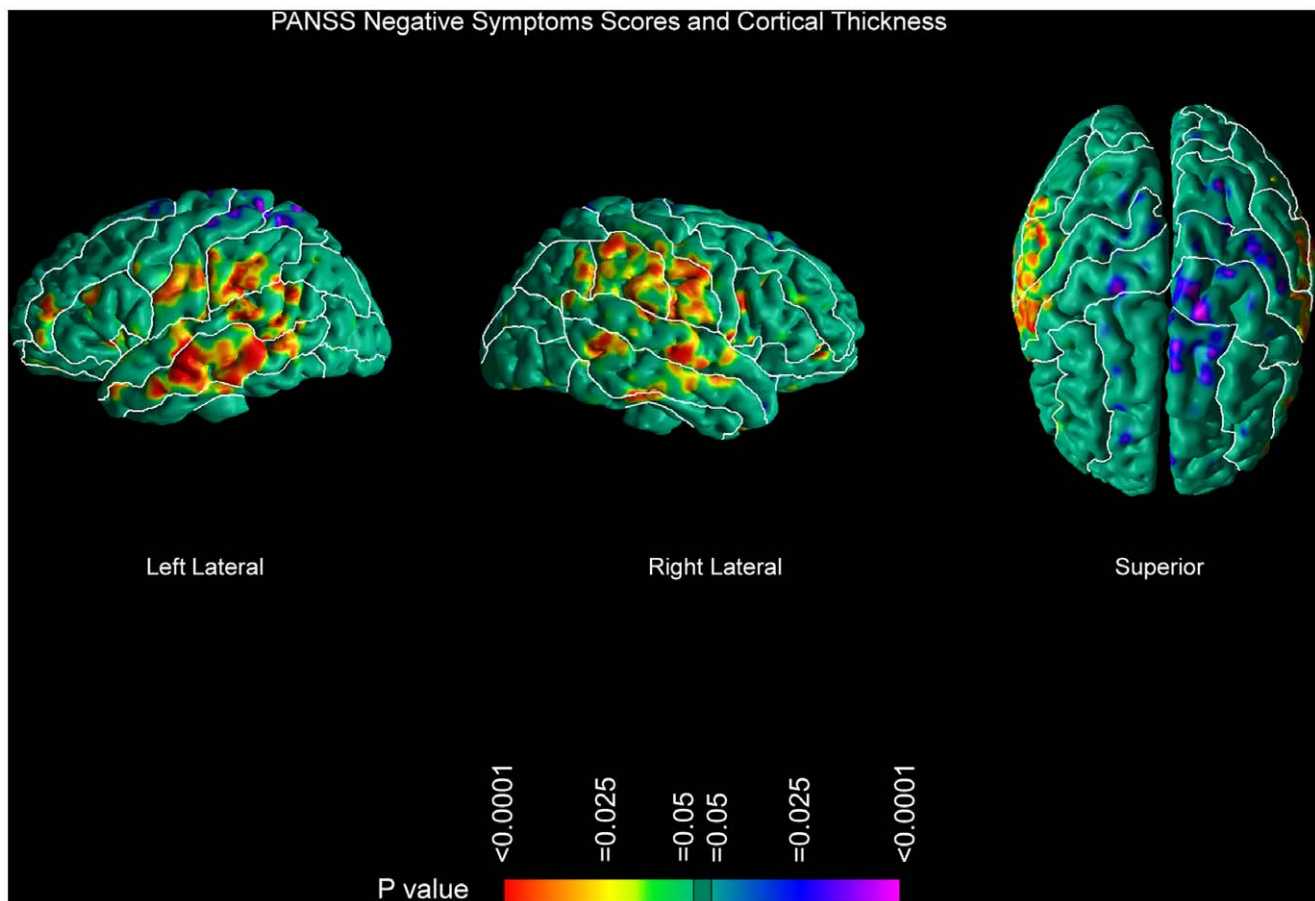 PANSS Negative Symptoms Scores and Cortical Thickness
Left Lateral
Right Lateral
Superior
<0.0001
=0.025
=0.05
=0.05
=0.025
<0.0001
P value